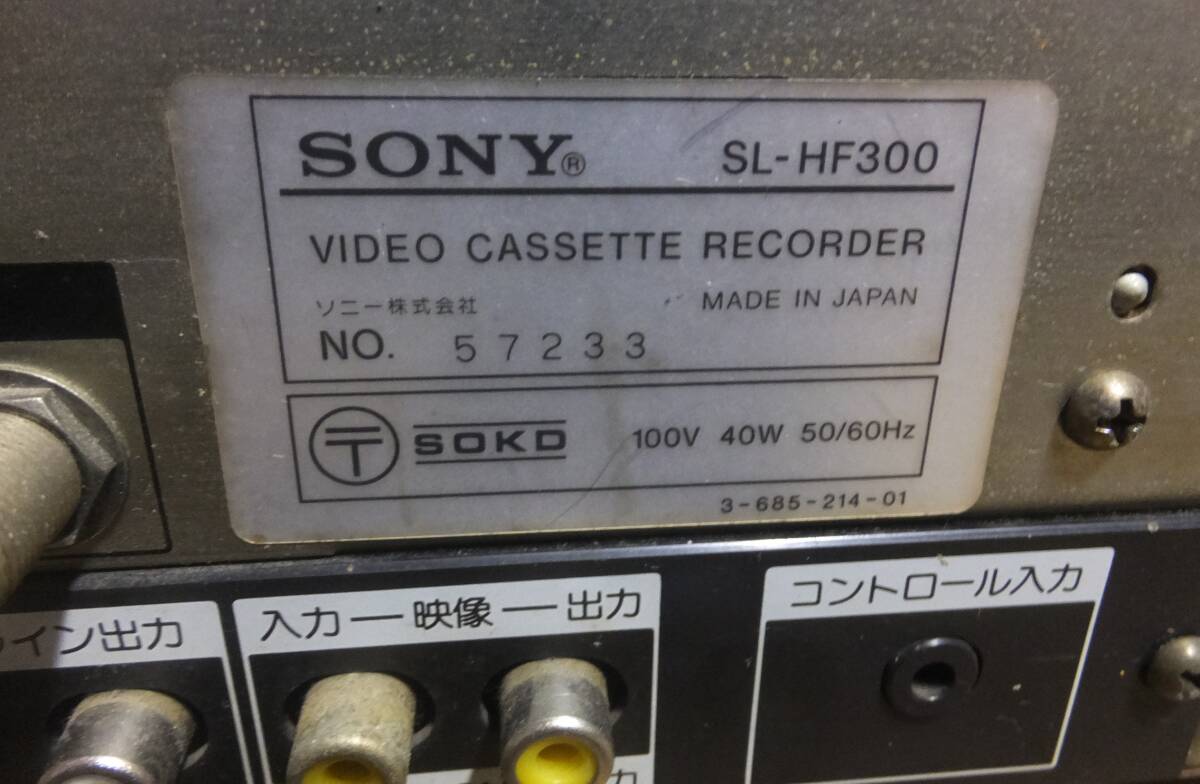 SONY® SL-HF300
VIDEO CASSETTE RECORDER
ソニー株式会社 MADE IN JAPAN
NO. 57233
〒 SOKD 100V 40W 50/60Hz
3-685-214-01
イン出力
入力 — 映像 — 出力
コントロール入力
力